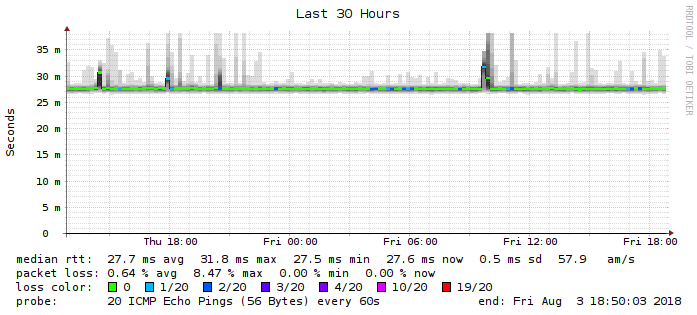 Last 30 Hours
RRDTOOL / TOBI OETIKER
Seconds
35 m
30 m
25 m
20 m
15 m
10 m
5 m
0
Thu 18:00 Fri 00:00 Fri 06:00 Fri 12:00 Fri 18:00
median rtt: 27.7 ms avg 31.8 ms max 27.5 ms min 27.6 ms now 0.5 ms sd 57.9 am/s
packet loss: 0.64 % avg 8.47 % max 0.00 % min 0.00 % now
loss color: 0 1/20 2/20 3/20 4/20 10/20 19/20
probe: 20 ICMP Echo Pings (56 Bytes) every 60s end: Fri Aug 3 18:50:03 2018